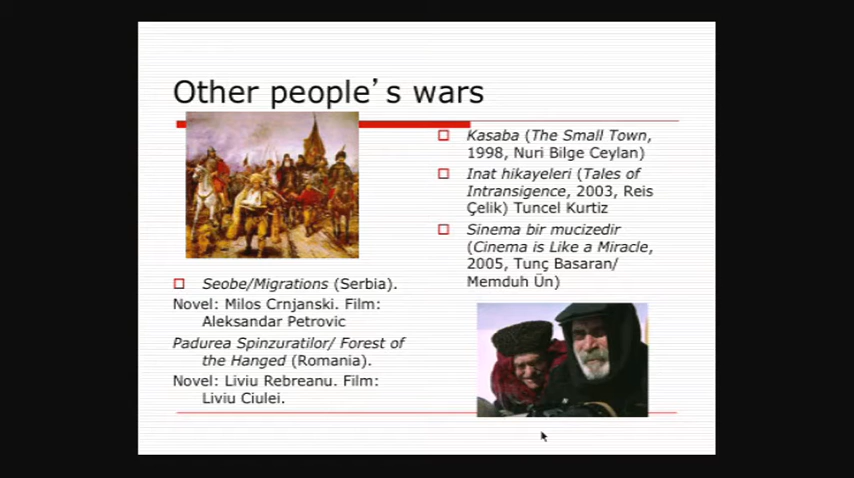 Other people’s wars
Seobe/Migrations (Serbia).
Novel: Milos Crnjanski. Film:
Aleksandar Petrovic
Padurea Spinzuratilor/ Forest of
the Hanged (Romania).
Novel: Liviu Rebreanu. Film:
Liviu Ciulei.
Kasaba (The Small Town,
1998, Nuri Bilge Ceylan)
Inat hikayeleri (Tales of
Intransigence, 2003, Reis
Çelik) Tuncel Kurtiz
Sinema bir mucizedir
(Cinema is Like a Miracle,
2005, Tunç Basaran/
Memduh Ün)